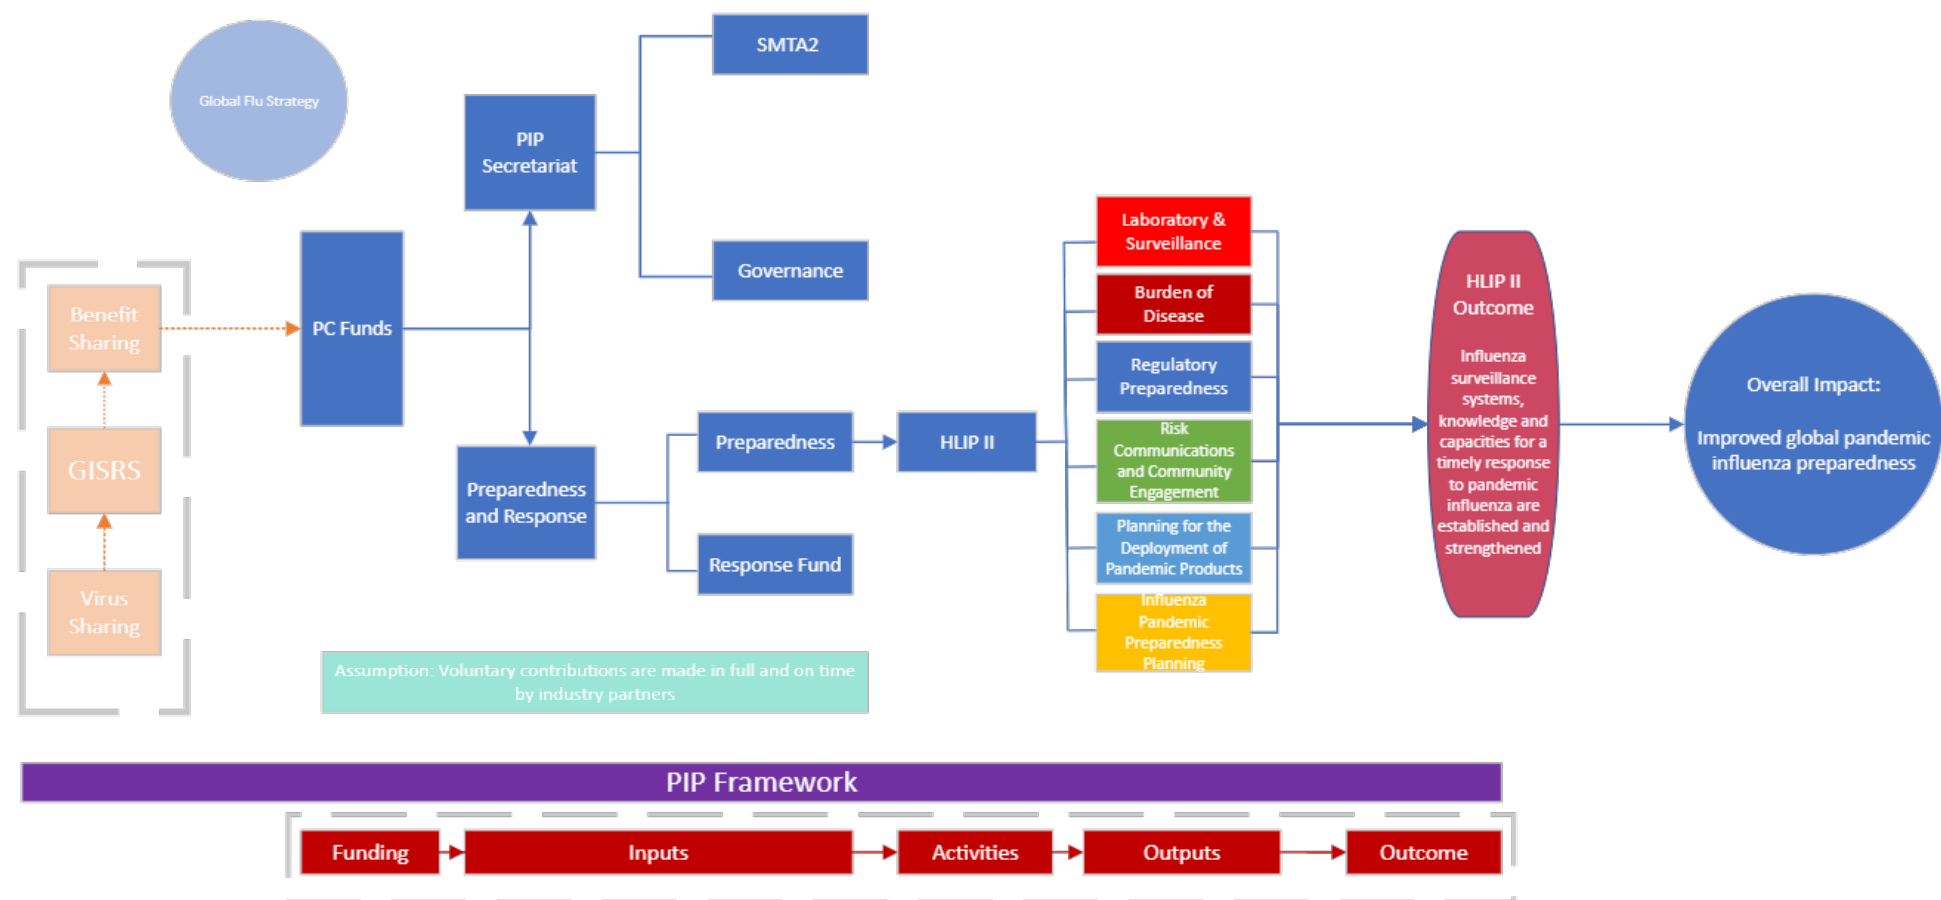 Global Flu Strategy
SMTA2
PIP
Secretariat
Governance
Benefit
Sharing
GISRS
Virus
Sharing
PC Funds
Preparedness
and Response
Preparedness
Response Fund
HLIP II
Laboratory &
Surveillance
Burden of
Disease
Regulatory
Preparedness
Risk
Communications
and Community
Engagement
Planning for the
Deployment of
Pandemic Products
Influenza
Pandemic
Preparedness
Planning
HLIP II
Outcome
Influenza
surveillance
systems,
knowledge and
capacities for a
timely response
to pandemic
influenza are
established and
strengthened
Overall Impact:
Improved global pandemic
influenza preparedness
Assumption: Voluntary contributions are made in full and on time
by industry partners
PIP Framework
Funding
Inputs
Activities
Outputs
Outcome